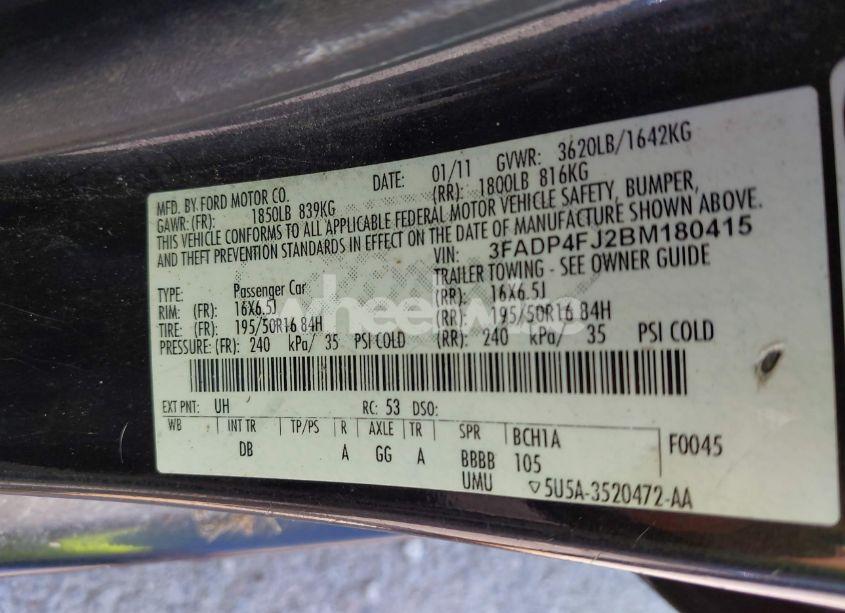 MFD. BY FORD MOTOR CO. DATE: 01/11 GVWR: 3620LB/1642KG
GAWR: (FR): 1850LB 839KG (RR): 1800LB 816KG
THIS VEHICLE CONFORMS TO ALL APPLICABLE FEDERAL MOTOR VEHICLE SAFETY, BUMPER,
AND THEFT PREVENTION STANDARDS IN EFFECT ON THE DATE OF MANUFACTURE SHOWN ABOVE.
VIN: 3FADP4FJ2BM180415
TYPE: Passenger Car TRAILER TOWING - SEE OWNER GUIDE
RIM: (FR): 16X6.5J (RR): 16X6.5J
TIRE: (FR): 195/50R16 84H (RR): 195/50R16 84H
PRESSURE: (FR): 240 kPa/ 35 PSI COLD (RR): 240 kPa/ 35 PSI COLD
EXT PNT: UH RC: 53 DSO:
WB INT TR TP/PS R AXLE TR SPR BCH1A F0045
DB A GG A BBBB 105
UMU ▽5U5A-3520472-AA
wheelwale